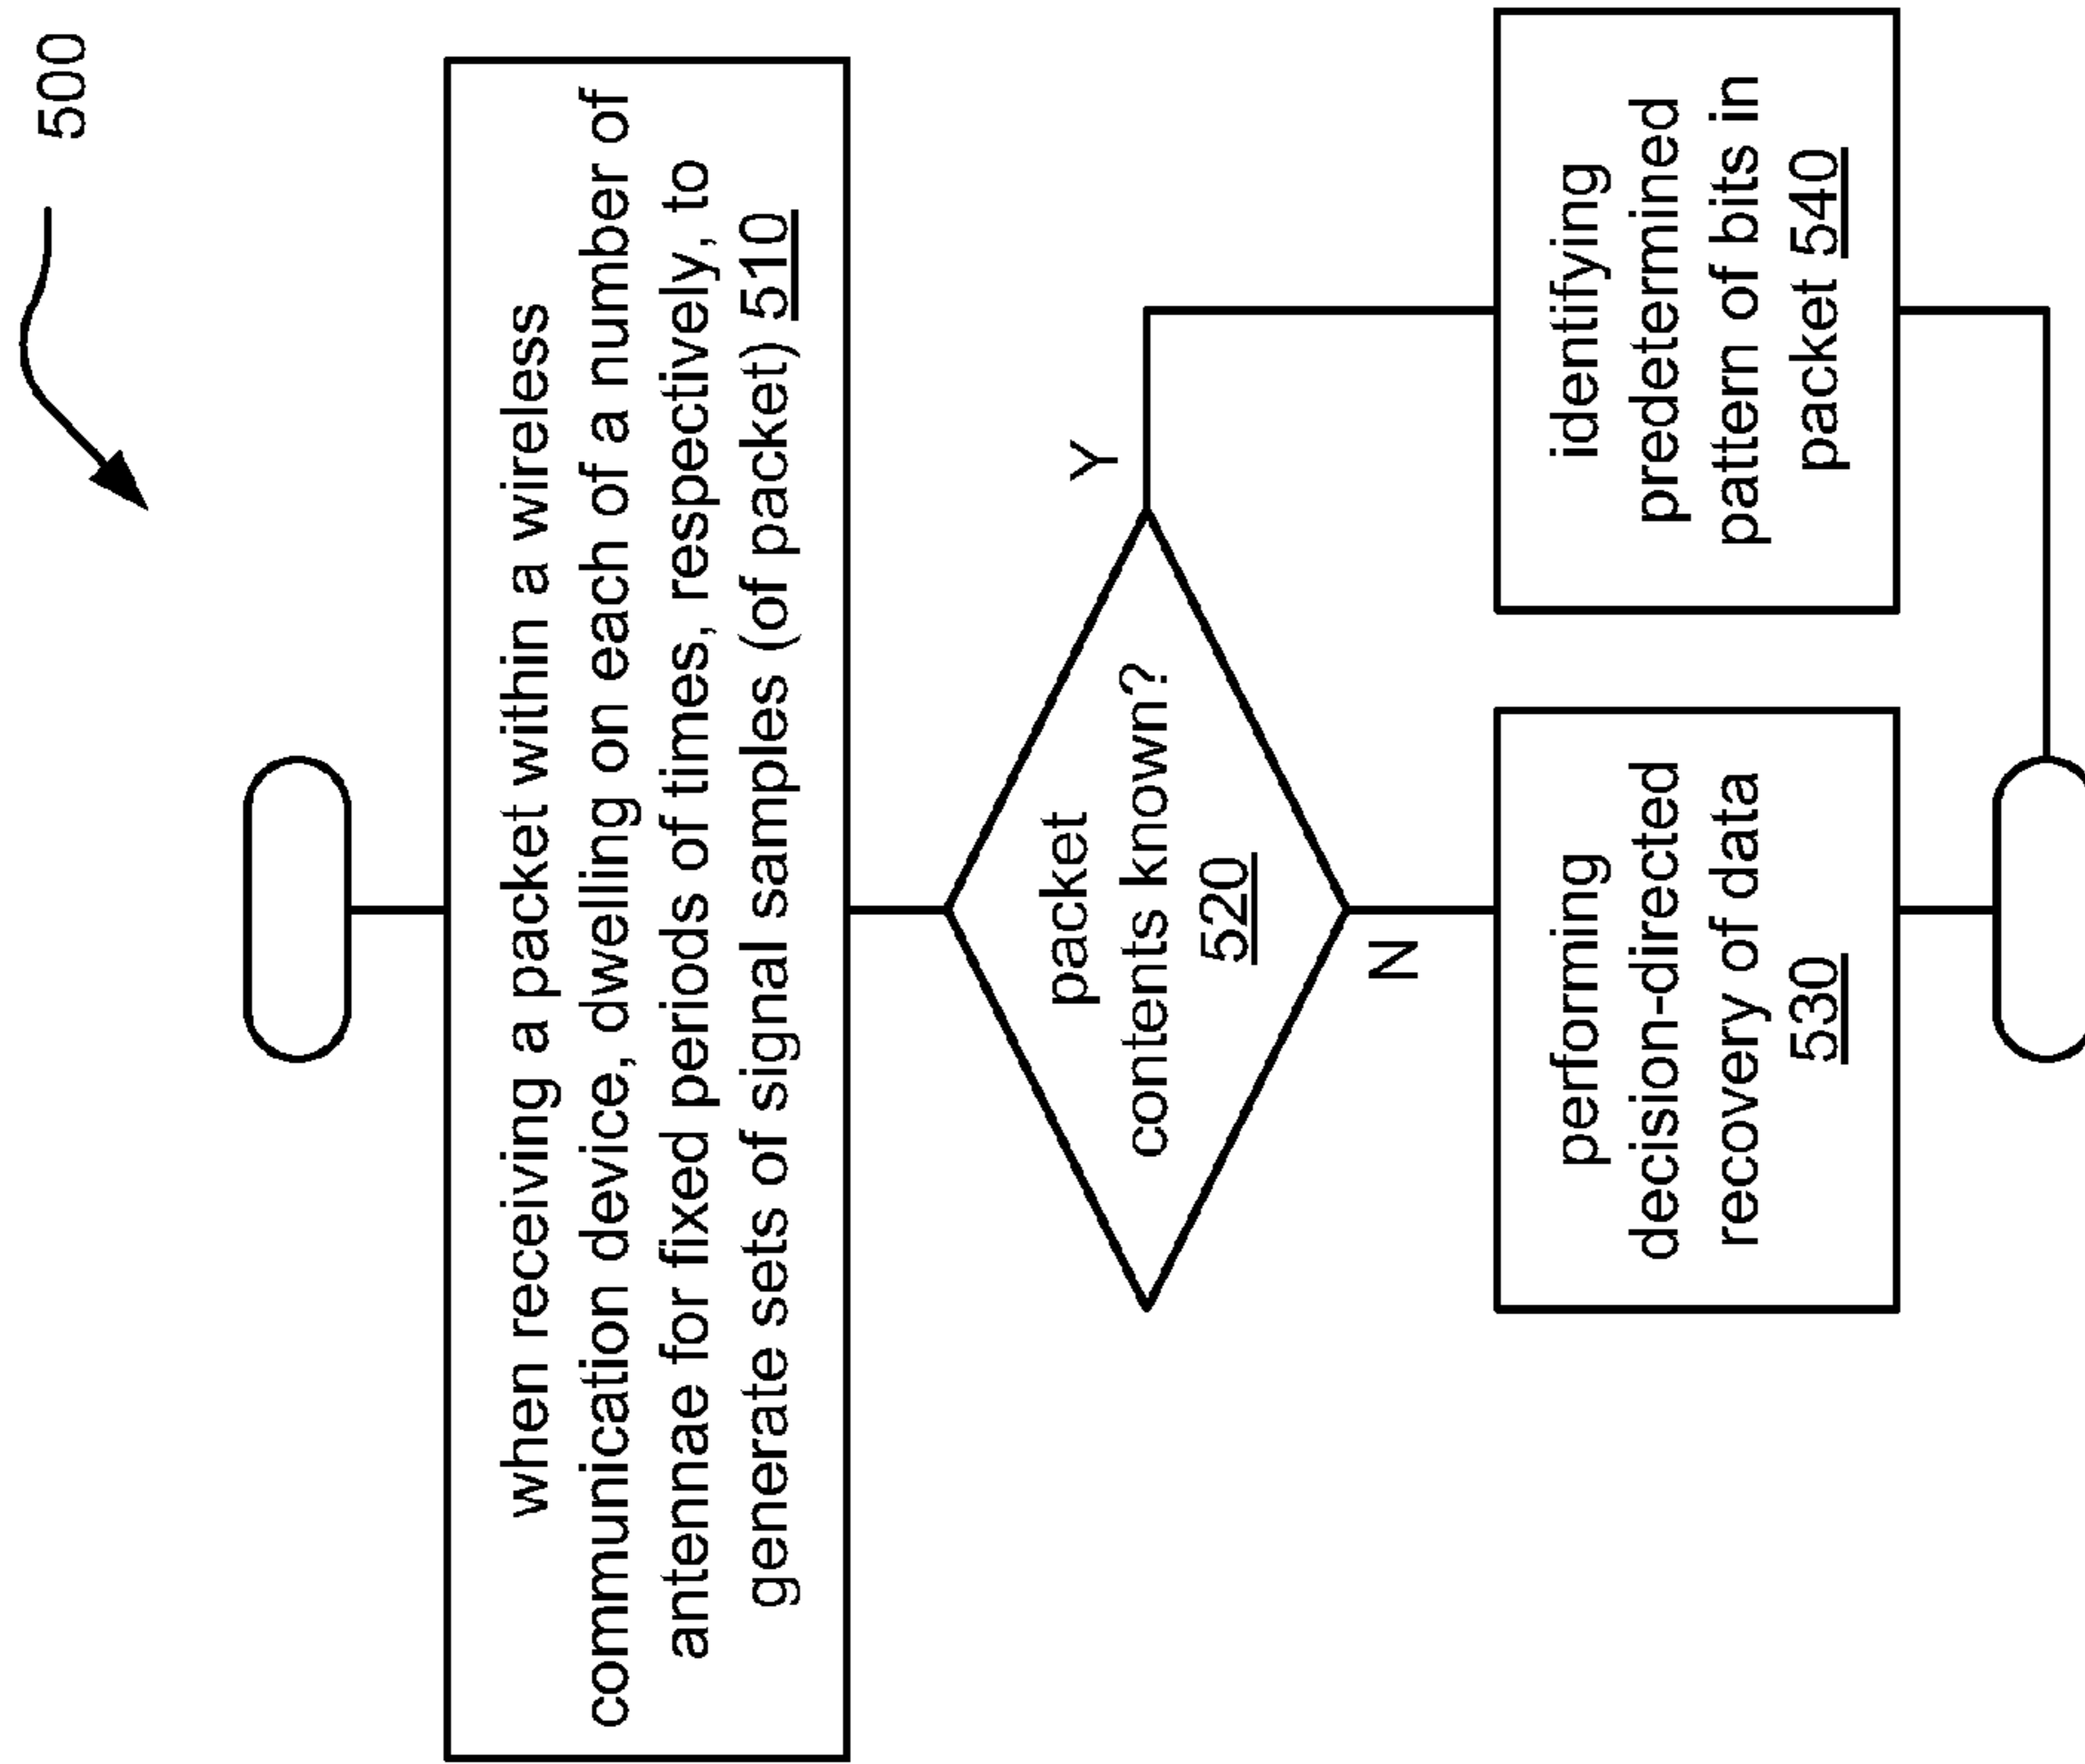 500
when receiving a packet within a wireless
communication device, dwelling on each of a number of
antennae for fixed periods of times, respectively, to
generate sets of signal samples (of packet) 510
packet
contents known?
520
Y
N
performing
decision-directed
recovery of data
530
identifying
predetermined
pattern of bits in
packet 540